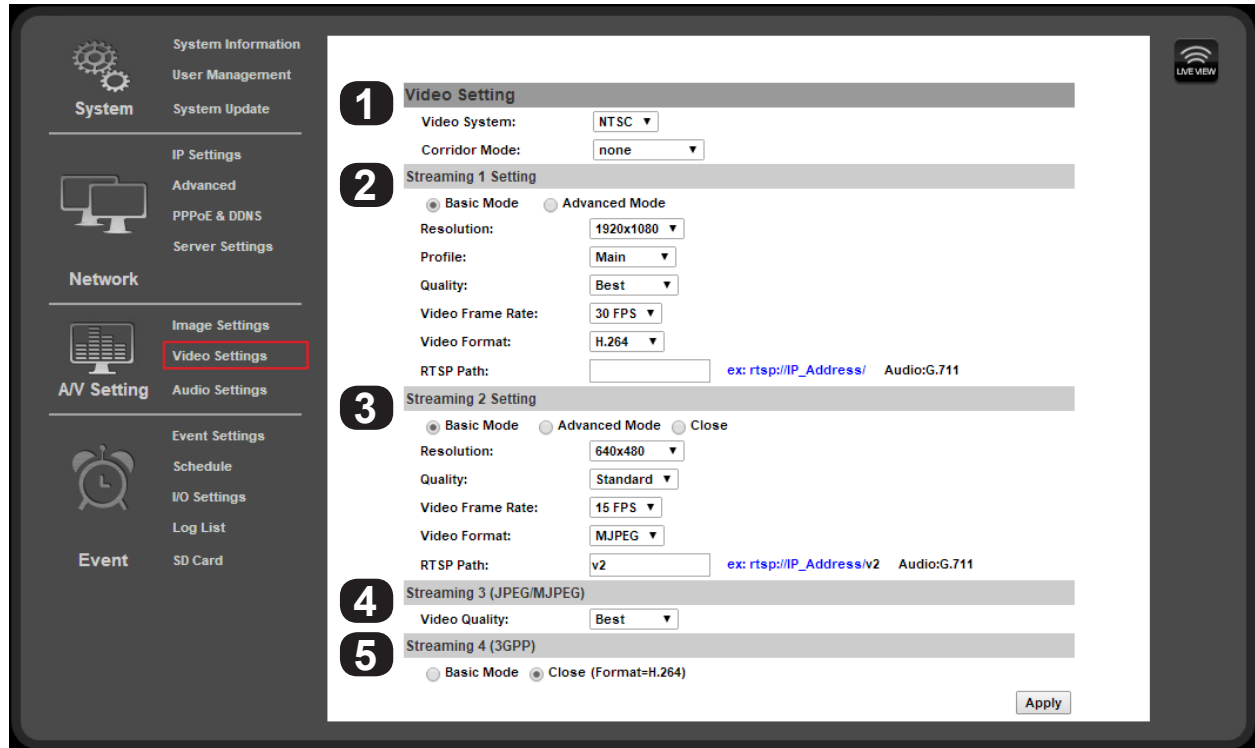 System Information
User Management
System
System Update
IP Settings
Advanced
PPPoE & DDNS
Server Settings
Network
Image Settings
Video Settings
A/V Setting
Audio Settings
Event Settings
Schedule
I/O Settings
Log List
Event
SD Card
1
Video Setting
Video System: NTSC
Corridor Mode: none
2
Streaming 1 Setting
Basic Mode Advanced Mode
Resolution: 1920x1080
Profile: Main
Quality: Best
Video Frame Rate: 30 FPS
Video Format: H.264
RTSP Path: ex: rtsp://IP_Address/ Audio:G.711
3
Streaming 2 Setting
Basic Mode Advanced Mode Close
Resolution: 640x480
Quality: Standard
Video Frame Rate: 15 FPS
Video Format: MJPEG
RTSP Path: v2 ex: rtsp://IP_Address/v2 Audio:G.711
4
Streaming 3 (JPEG/MJPEG)
Video Quality: Best
5
Streaming 4 (3GPP)
Basic Mode Close (Format=H.264)
Apply
LIVE VIEW